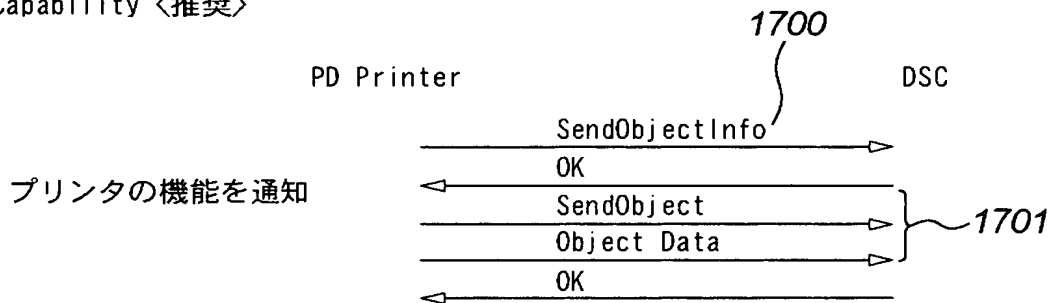 Capability <推奨>
1700
PD Printer
DSC
SendObjectInfo
OK
プリンタの機能を通知
SendObject
1701
Object Data
OK